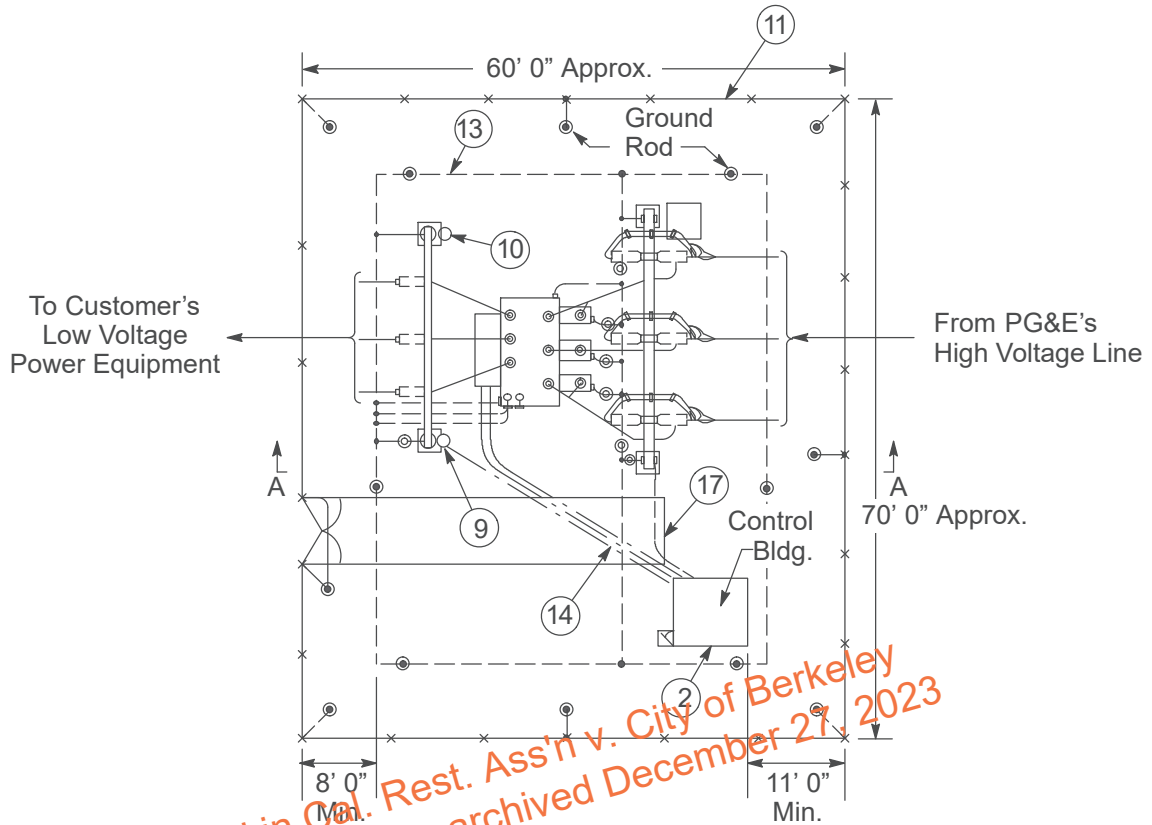 11
60’ 0” Approx.
Ground
Rod
13
10
To Customer’s
Low Voltage
Power Equipment
From PG&E’s
High Voltage Line
A
A
17
9
70’ 0” Approx.
Control
Bldg.
14
2
8’ 0”
Min.
11’ 0”
Min.
in Cal. Rest. Ass'n v. City of Berkeley
archived December 27, 2023